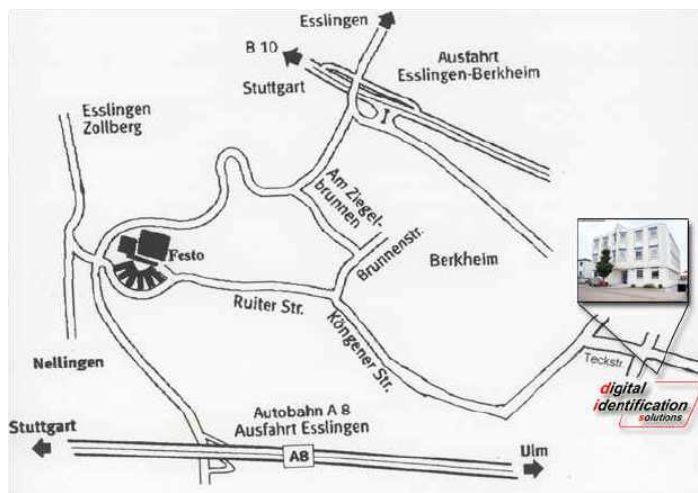 Esslingen
B 10
Stuttgart
Ausfahrt
Esslingen-Berkheim
Esslingen
Zollberg
Am Ziegel-
brunnen
Brunnenstr.
Berkheim
Festo
Ruiter Str.
Köngener Str.
Nellingen
Teckstr
digital
identification
solutions
Autobahn A 8
Ausfahrt Esslingen
Stuttgart
A8
Ulm